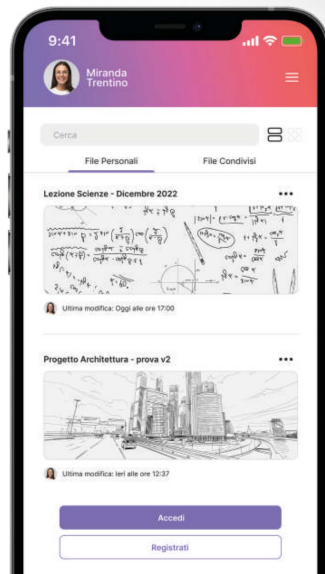 9:41
Miranda
Trentino
Cerca
File Personali
File Condivisi
Lezione Scienze - Dicembre 2022
Ultima modifica: Oggi alle ore 17:00
Progetto Architettura - prova v2
Ultima modifica: Ieri alle ore 12:37
Accedi
Registrati